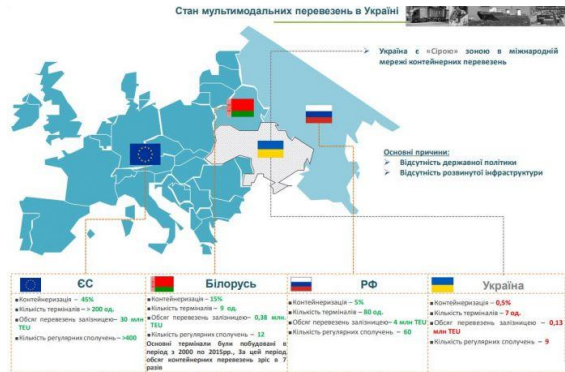 Стан мультимодальних перевезень в Україні
➤ Україна є «Сірою» зоною в міжнародній
мережі контейнерних перевезень
Основні причини:
➤ Відсутність державної політики
➤ Відсутність розвинутої інфраструктури
ЄС
▪Контейнеризация – 45%
▪Кількість терміналів – > 200 од.
▪Обсяг перевезень залізницею– 30 млн
TEU
▪Кількість регулярних сполучень – >400
Білорусь
▪Контейнеризация – 15%
▪Кількість терміналів – 9 од.
▪Обсяг перевезень залізницею– 0,38 млн
TEU
▪Кількість регулярних сполучень – 12
Основні термінали були побудовані в
період з 2000 по 2015рр., За цей період
обсяг контейнерних перевезень зріс в 7
разів
РФ
▪Контейнеризация – 5%
▪Кількість терміналів – 80 од.
▪Обсяг перевезень залізницею– 4 млн TEU
▪Кількість регулярних сполучень – 60
Україна
▪Контейнеризация – 0,5%
▪Кількість терміналів – 7 од.
▪Обсяг перевезень залізницею – 0,13
млн TEU
▪Кількість регулярних сполучень – 9